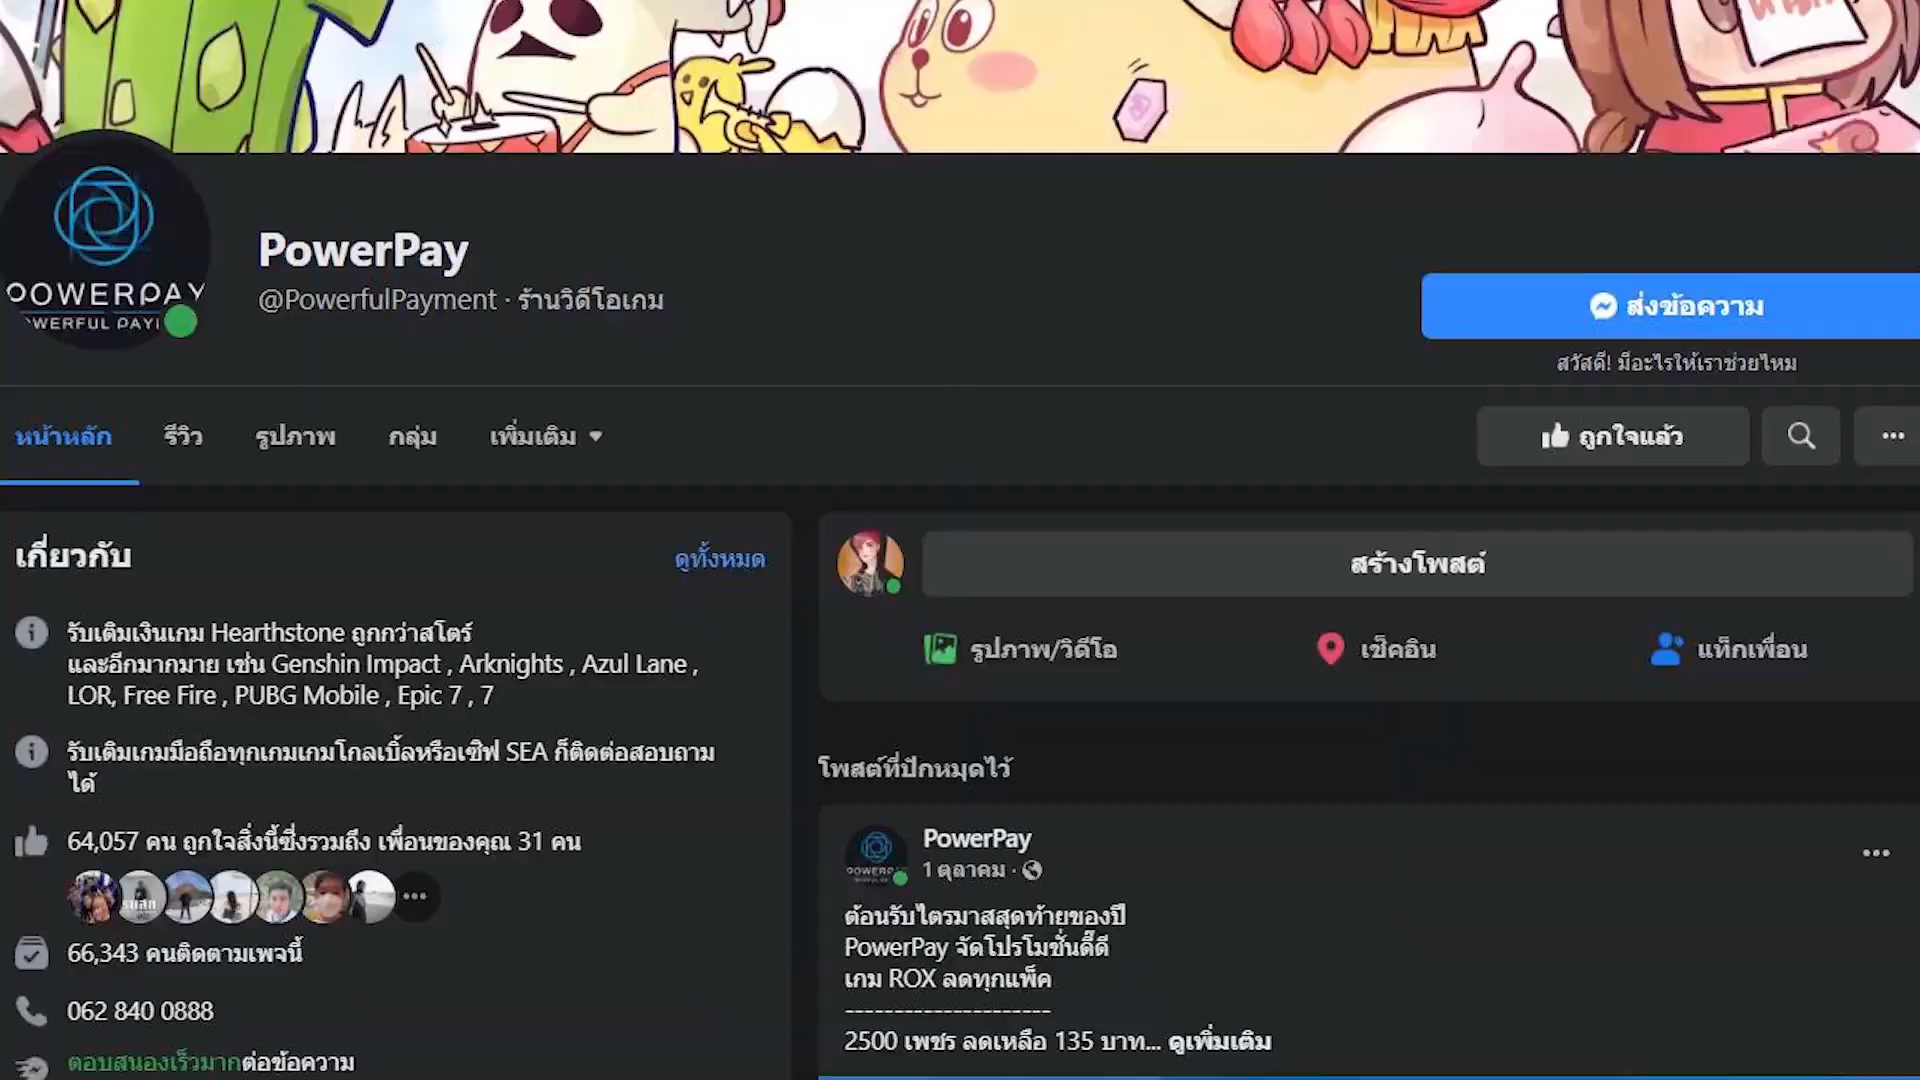 POWERPAY
PowerPay
@PowerfulPayment · ร้านวิดีโอเกม
ส่งข้อความ
สวัสดี! มีอะไรให้เราช่วยไหม
หน้าหลัก
รีวิว
รูปภาพ
กลุ่ม
เพิ่มเติม
ถูกใจแล้ว
เกี่ยวกับ
ดูทั้งหมด
รับเติมเงินเกม Hearthstone ถูกกว่าสโตร์
และอีกมากมาย เช่น Genshin Impact , Arknights , Azul Lane ,
LOR, Free Fire , PUBG Mobile , Epic 7 , 7
รับเติมเกมมือถือทุกเกมเกมโกลเบิ้ลหรือเซิฟ SEA ก็ติดต่อสอบถาม
ได้
64,057 คน ถูกใจสิ่งนี้ซึ่งรวมถึง เพื่อนของคุณ 31 คน
66,343 คนติดตามเพจนี้
062 840 0888
ตอบสนองเร็วมากต่อข้อความ
สร้างโพสต์
รูปภาพ/วิดีโอ
เช็คอิน
แท็กเพื่อน
โพสต์ที่ปักหมุดไว้
PowerPay
1 ตุลาคม ·
ต้อนรับไตรมาสสุดท้ายของปี
PowerPay จัดโปรโมชั่นดี๊ดี
เกม ROX ลดทุกแพ็ค
---------------------
2500 เพชร ลดเหลือ 135 บาท... ดูเพิ่มเติม